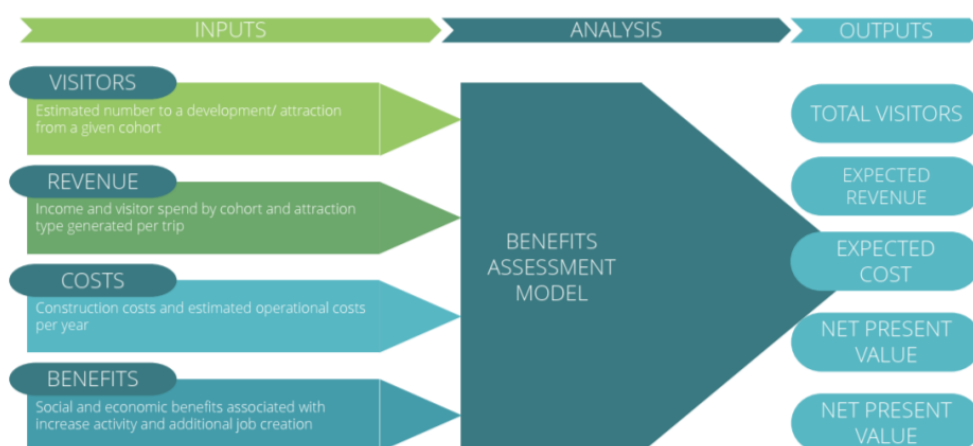 INPUTS
ANALYSIS
OUTPUTS
VISITORS
Estimated number to a development/ attraction
from a given cohort
REVENUE
Income and visitor spend by cohort and attraction
type generated per trip
COSTS
Construction costs and estimated operational costs
per year
BENEFITS
Social and economic benefits associated with
increase activity and additional job creation
BENEFITS
ASSESSMENT
MODEL
TOTAL VISITORS
EXPECTED
REVENUE
EXPECTED
COST
NET PRESENT
VALUE
NET PRESENT
VALUE